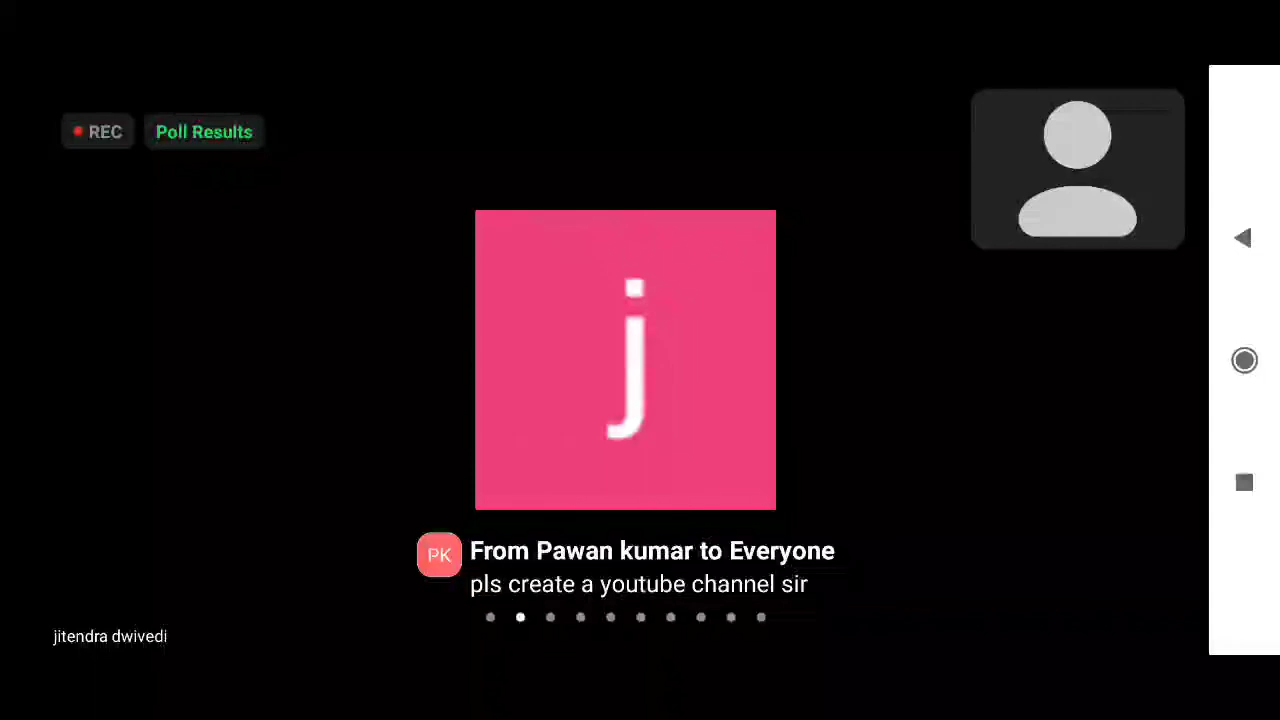 REC
Poll Results
j
PK
From Pawan kumar to Everyone
pls create a youtube channel sir
jitendra dwivedi